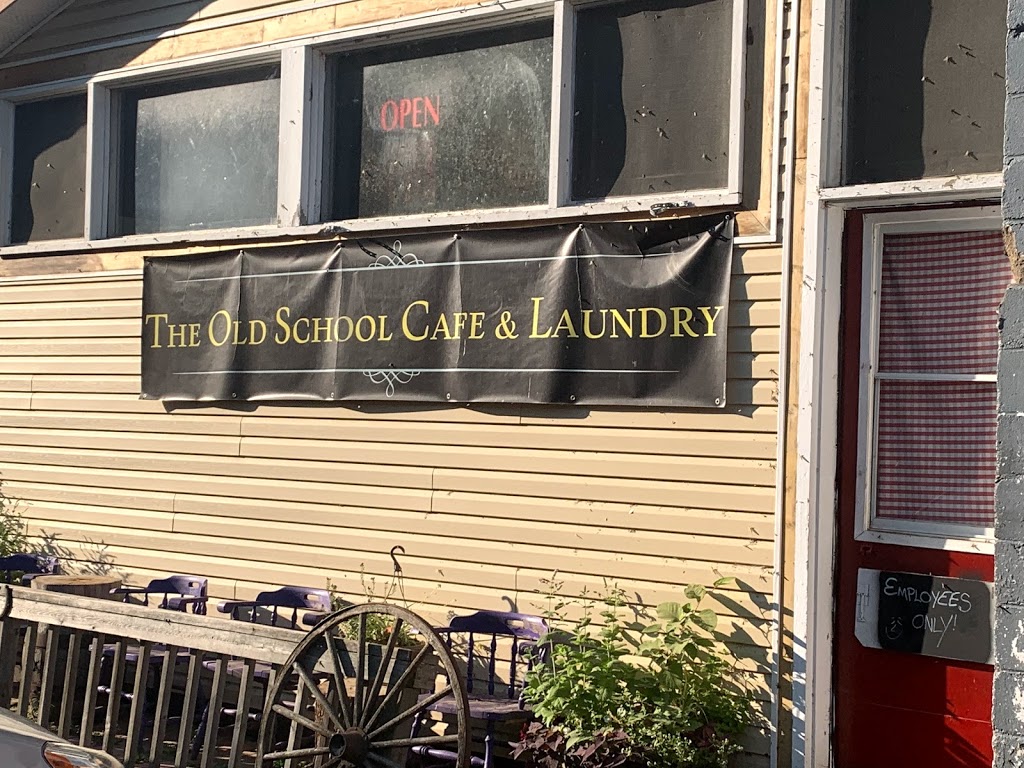 OPEN
THE OLD SCHOOL CAFE & LAUNDRY
EMPLOYEES
ONLY!